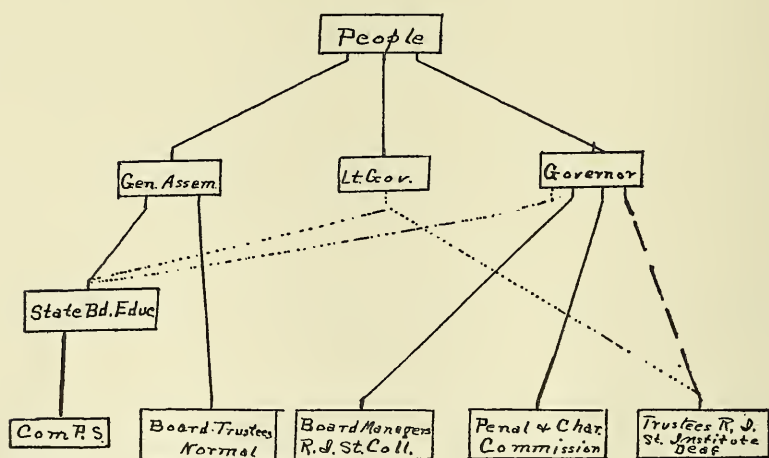 People
Gen. Assem.
Lt. Gov.
Governor
State Bd. Educ
Com P.S.
Board Trustees
Normal
Board Managers
R.I. St. Coll.
Penal & Char.
Commission
Trustees R.I.
St. Institute
Deaf